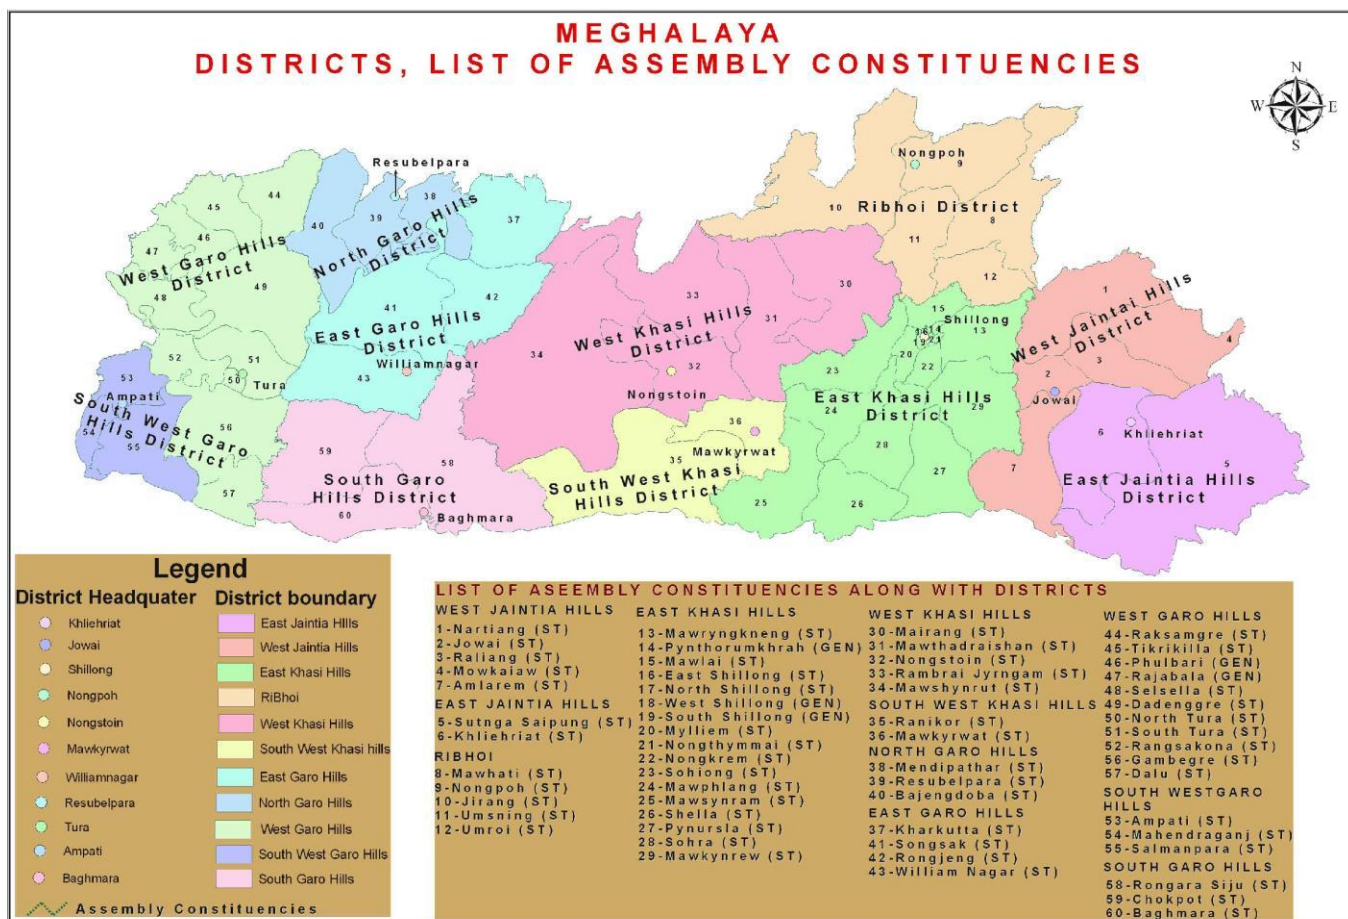 MEGHALAYA
DISTRICTS, LIST OF ASSEMBLY CONSTITUENCIES
N
W E
S
Resubelpara
Nongpoh
9
44
45
38
40
39
37
10
Ribhoi District
8
46
47
West Garo Hills
District
North Garo Hills
District
11
12
48
49
41
42
33
30
31
1
15
Shillong
16
14
13
19
21
East Garo Hills
District
West Khasi Hills
District
West Jaintai Hills
District
4
34
20
22
52
51
50
Tura
Williamnagar
43
32
Nongstoin
23
2
3
Jowai
53
Ampati
South West Garo
Hills District
54
55
56
57
24
East Khasi Hills
District
29
36
Mawkyrwat
35
South West Khasi
Hills District
28
27
6
Khliehriat
5
East Jaintia Hills
District
7
59
58
South Garo
Hills District
60
Baghmara
25
26
Legend
District Headquater
Khliehriat
Jowai
Shillong
Nongpoh
Nongstoin
Mawkyrwat
Williamnagar
Resubelpara
Tura
Ampati
Baghmara
District boundary
East Jaintia HIlls
West Jaintia Hills
East Khasi Hills
RiBhoi
West Khasi Hills
South West Khasi hills
East Garo Hills
North Garo Hills
West Garo Hills
South West Garo Hills
South Garo Hills
Assembly Constituencies
LIST OF ASEEMBLY CONSTITUENCIES ALONG WITH DISTRICTS
WEST JAINTIA HILLS
1-Nartiang (ST)
2-Jowai (ST)
3-Raliang (ST)
4-Mowkaiaw (ST)
7-Amlarem (ST)
EAST JAINTIA HILLS
5-Sutnga Saipung (ST)
6-Khliehriat (ST)
RIBHOI
8-Mawhati (ST)
9-Nongpoh (ST)
10-Jirang (ST)
11-Umsning (ST)
12-Umroi (ST)
EAST KHASI HILLS
13-Mawryngkneng (ST)
14-Pynthorumkhrah (GEN)
15-Mawlai (ST)
16-East Shillong (ST)
17-North Shillong (ST)
18-West Shillong (GEN)
19-South Shillong (GEN)
20-Mylliem (ST)
21-Nongthymmai (ST)
22-Nongkrem (ST)
23-Sohiong (ST)
24-Mawphlang (ST)
25-Mawsynram (ST)
26-Shella (ST)
27-Pynursla (ST)
28-Sohra (ST)
29-Mawkynrew (ST)
WEST KHASI HILLS
30-Mairang (ST)
31-Mawthadraishan (ST)
32-Nongstoin (ST)
33-Rambrai Jyrngam (ST)
34-Mawshynrut (ST)
SOUTH WEST KHASI HILLS
35-Ranikor (ST)
36-Mawkyrwat (ST)
NORTH GARO HILLS
38-Mendipathar (ST)
39-Resubelpara (ST)
40-Bajengdoba (ST)
EAST GARO HILLS
37-Kharkutta (ST)
41-Songsak (ST)
42-Rongjeng (ST)
43-William Nagar (ST)
WEST GARO HILLS
44-Raksamgre (ST)
45-Tikrikilla (ST)
46-Phulbari (GEN)
47-Rajabala (GEN)
48-Selsella (ST)
49-Dadenggre (ST)
50-North Tura (ST)
51-South Tura (ST)
52-Rangsakona (ST)
56-Gambegre (ST)
57-Dalu (ST)
SOUTH WESTGARO
HILLS
53-Ampati (ST)
54-Mahendraganj (ST)
55-Salmanpara (ST)
SOUTH GARO HILLS
58-Rongara Siju (ST)
59-Chokpot (ST)
60-Baghmara (ST)